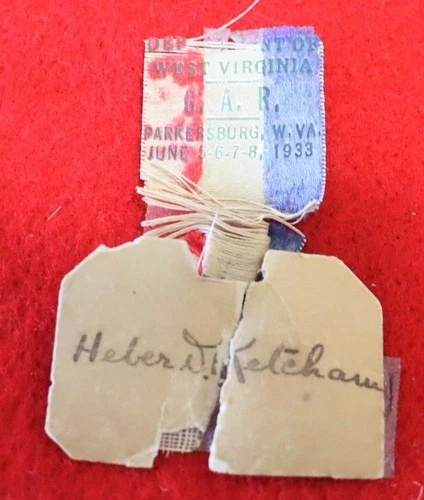 DEPARTMENT OF
WEST VIRGINIA
G. A. R.
PARKERSBURG, W. VA.
JUNE 5-6-7-8, 1933
Heber D. Ketcham